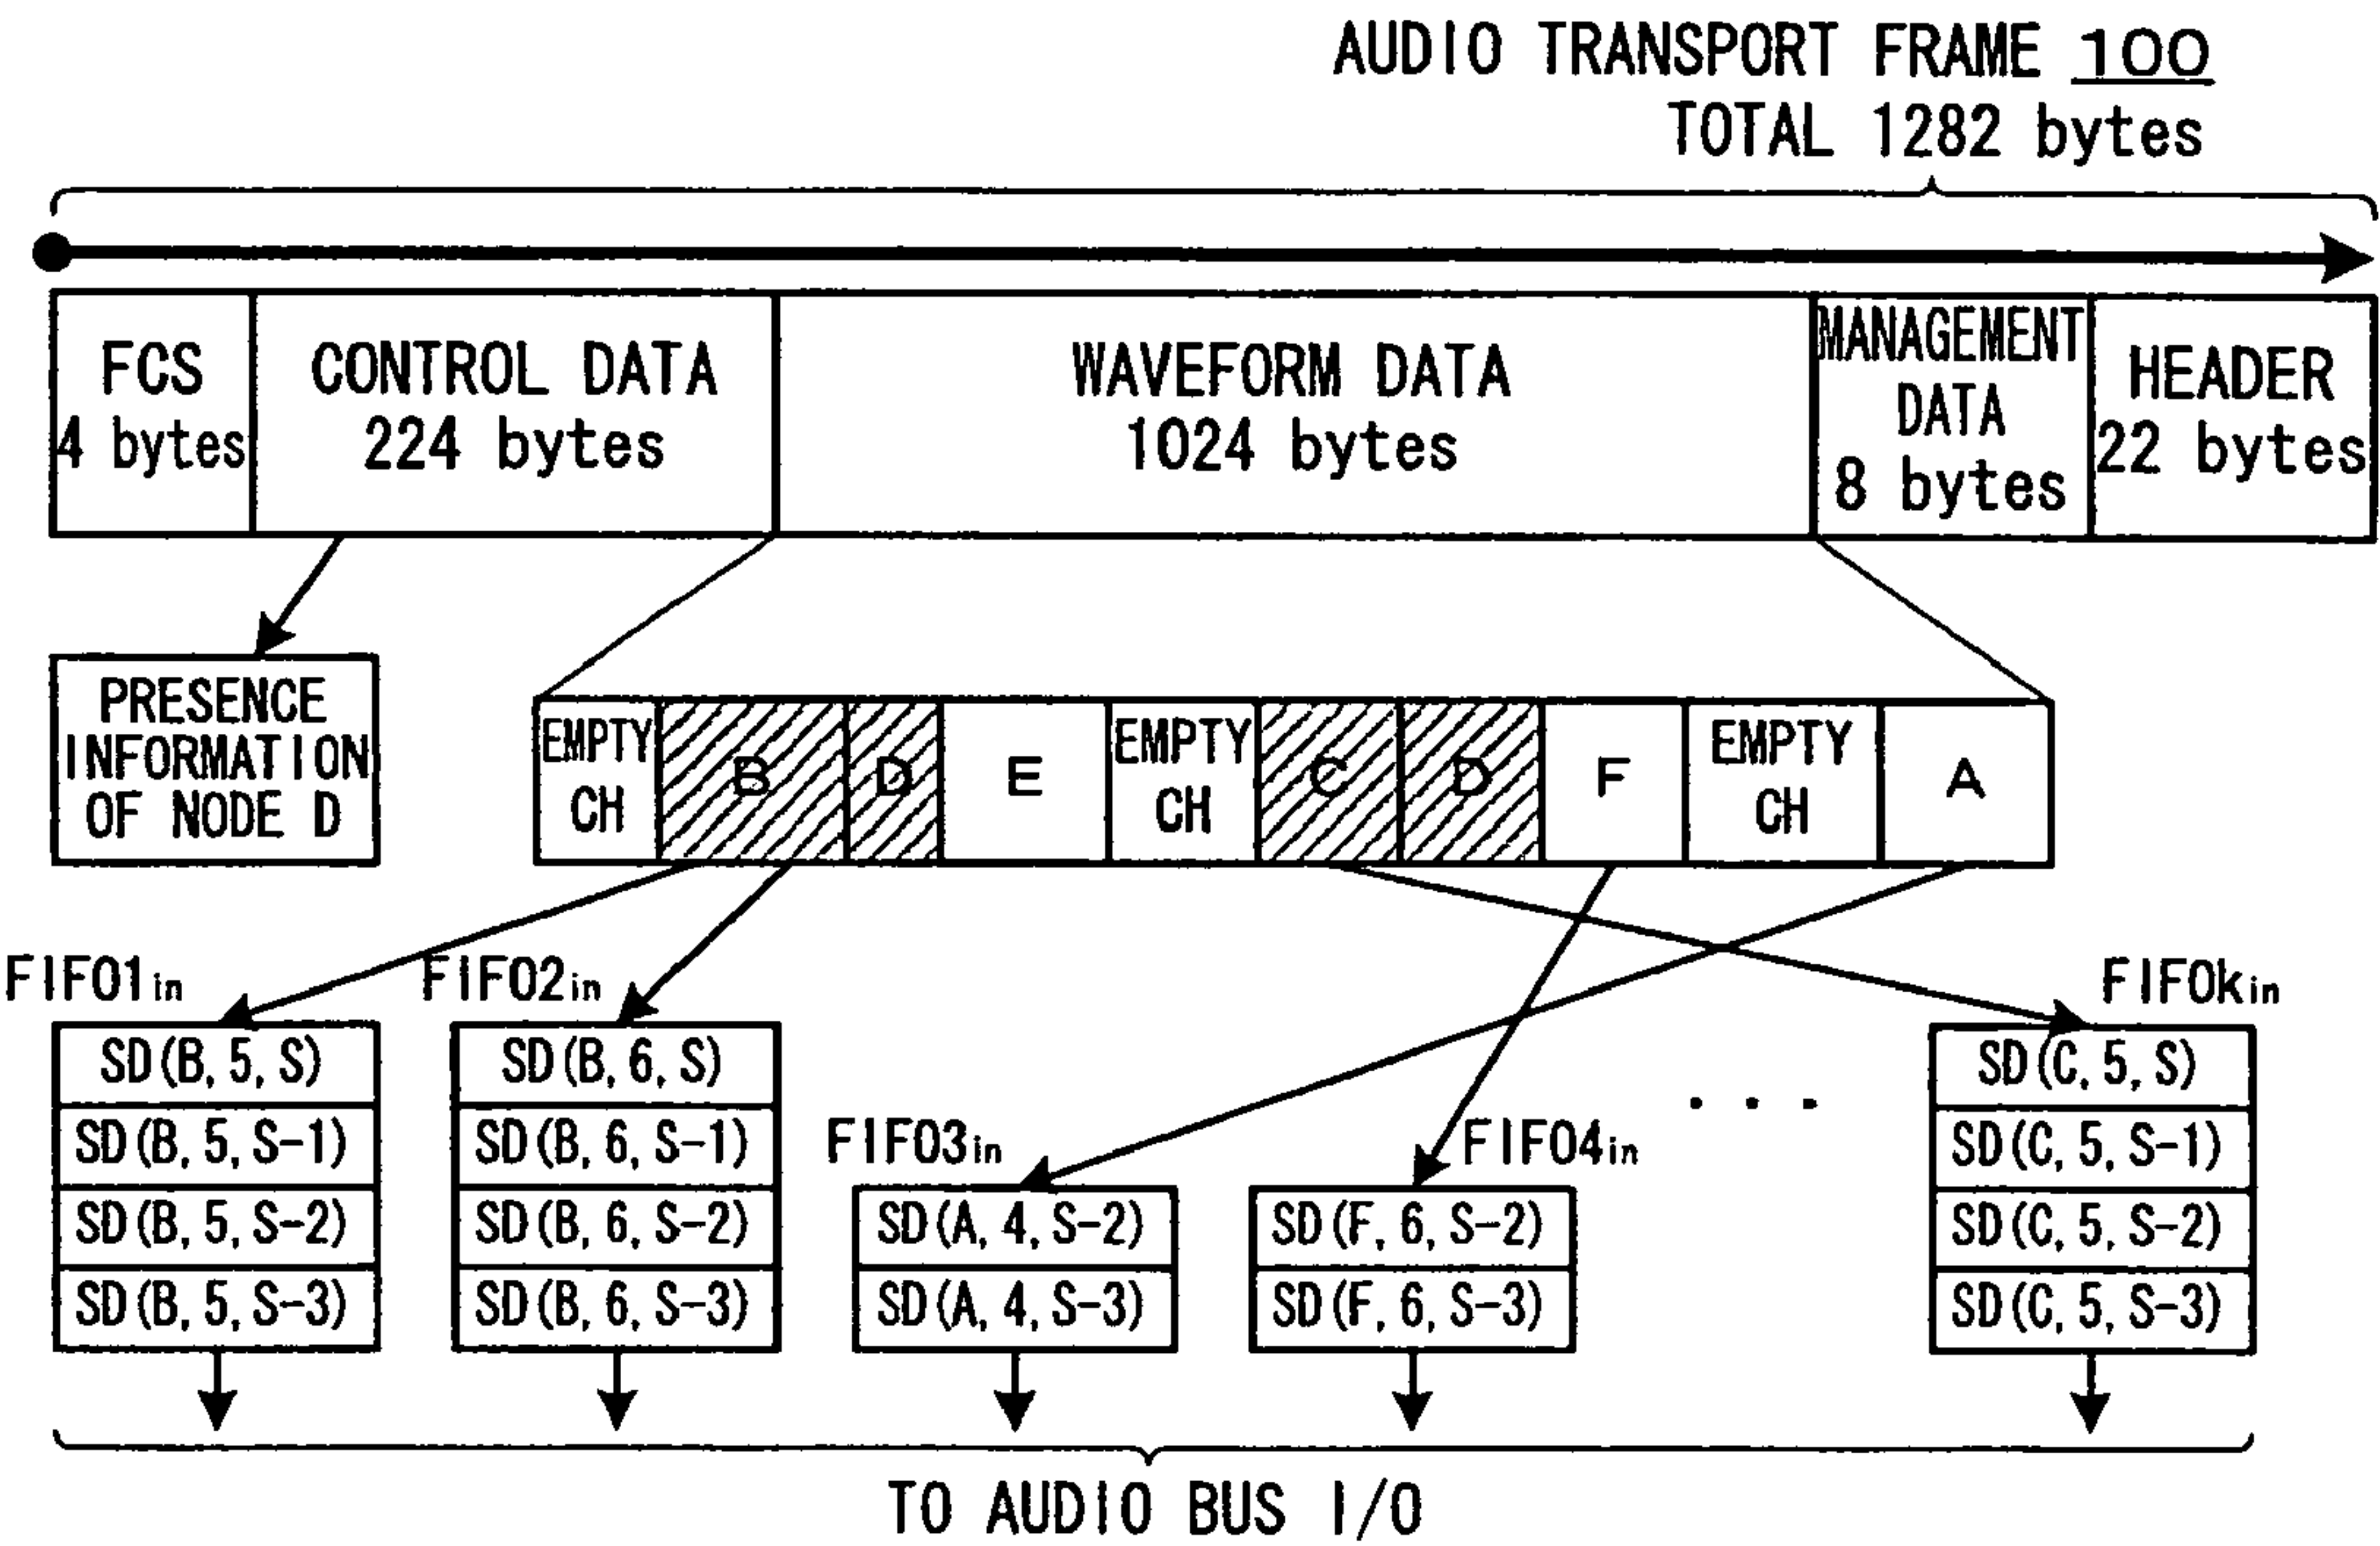 AUDIO TRANSPORT FRAME 100
TOTAL 1282 bytes
FCS
4 bytes
CONTROL DATA
224 bytes
WAVEFORM DATA
1024 bytes
MANAGEMENT
DATA
8 bytes
HEADER
22 bytes
PRESENCE
INFORMATION
OF NODE D
EMPTY
CH
B
D
E
EMPTY
CH
C
D
F
EMPTY
CH
A
FIFO1in
SD(B, 5, S)
SD(B, 5, S-1)
SD(B, 5, S-2)
SD(B, 5, S-3)
FIFO2in
SD(B, 6, S)
SD(B, 6, S-1)
SD(B, 6, S-2)
SD(B, 6, S-3)
FIFO3in
SD(A, 4, S-2)
SD(A, 4, S-3)
FIFO4in
SD(F, 6, S-2)
SD(F, 6, S-3)
. . .
FIFOkin
SD(C, 5, S)
SD(C, 5, S-1)
SD(C, 5, S-2)
SD(C, 5, S-3)
TO AUDIO BUS I/O